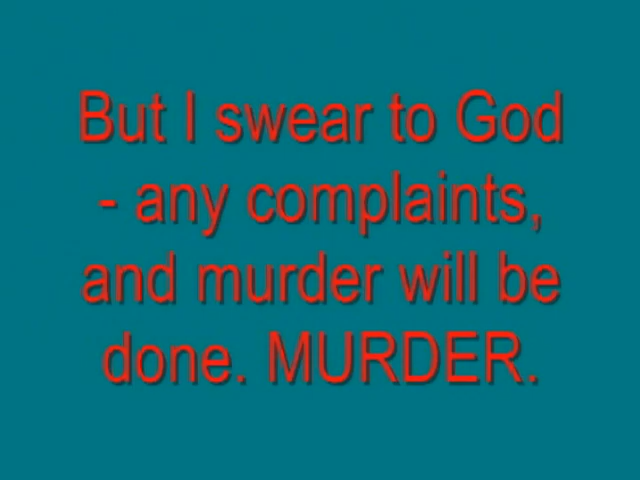 But I swear to God
- any complaints,
and murder will be
done. MURDER.